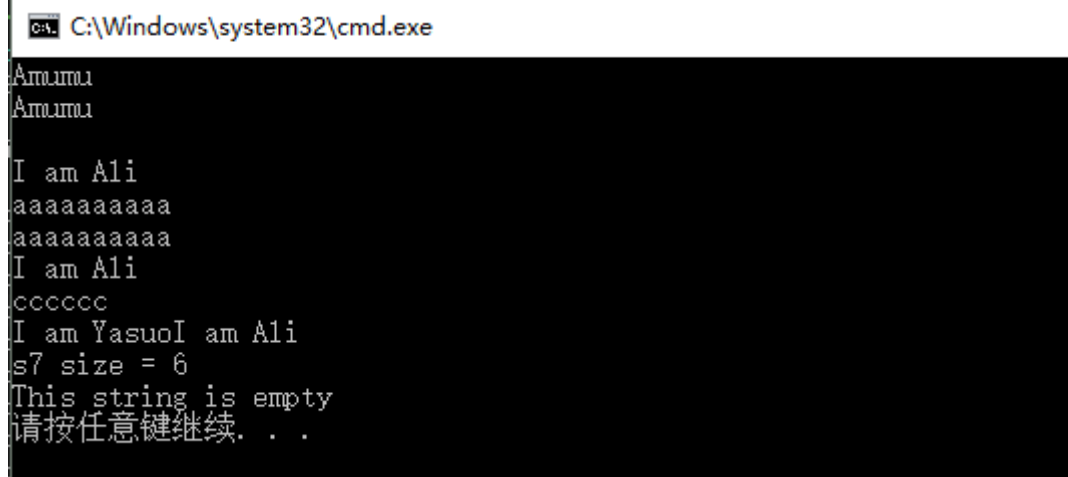 C:\Windows\system32\cmd.exe
Amumu
Amumu
I am Ali
aaaaaaaaaa
aaaaaaaaaa
I am Ali
cccccc
I am YasuoI am Ali
s7 size = 6
This string is empty
请按任意键继续. . .